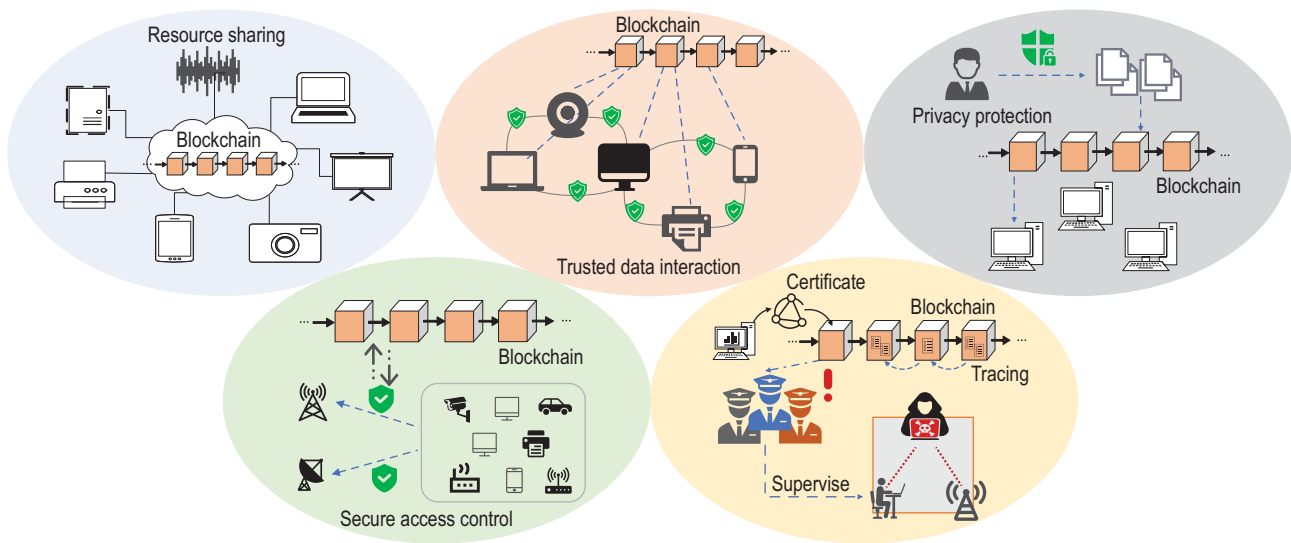 Resource sharing
Blockchain
Blockchain
Trusted data interaction
Privacy protection
Blockchain
Blockchain
Secure access control
Certificate
Blockchain
Tracing
Supervise